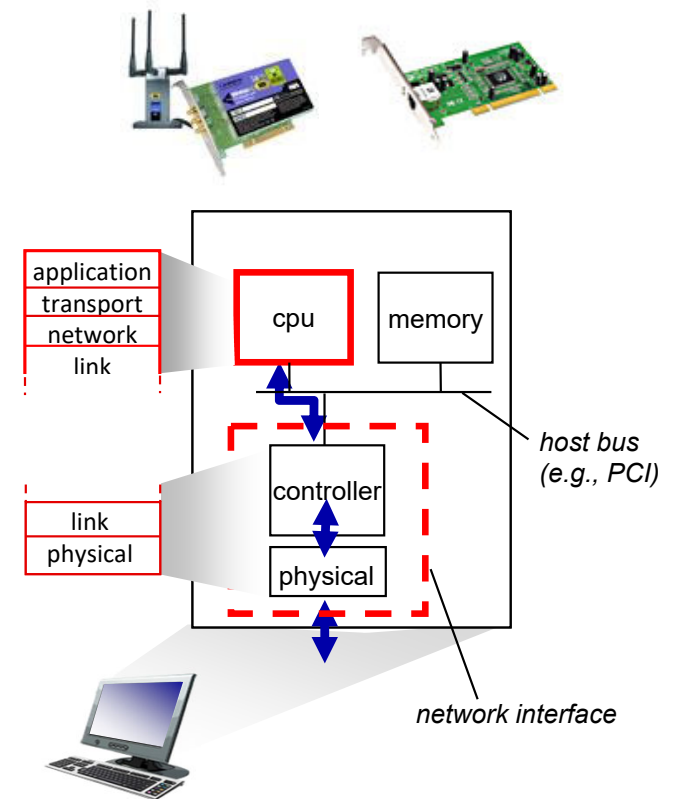 application
transport
network
link
cpu
memory
host bus
(e.g., PCI)
controller
link
physical
physical
network interface